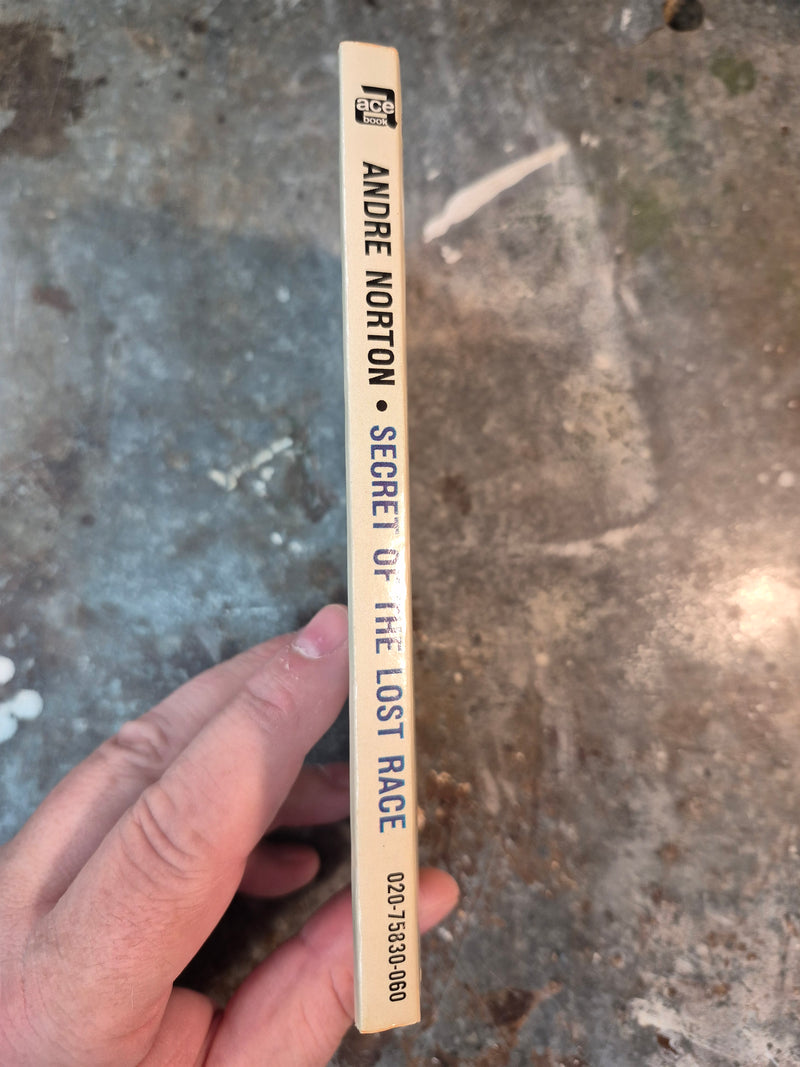 ace
book
ANDRE NORTON • SECRET OF THE LOST RACE
020-75830-060